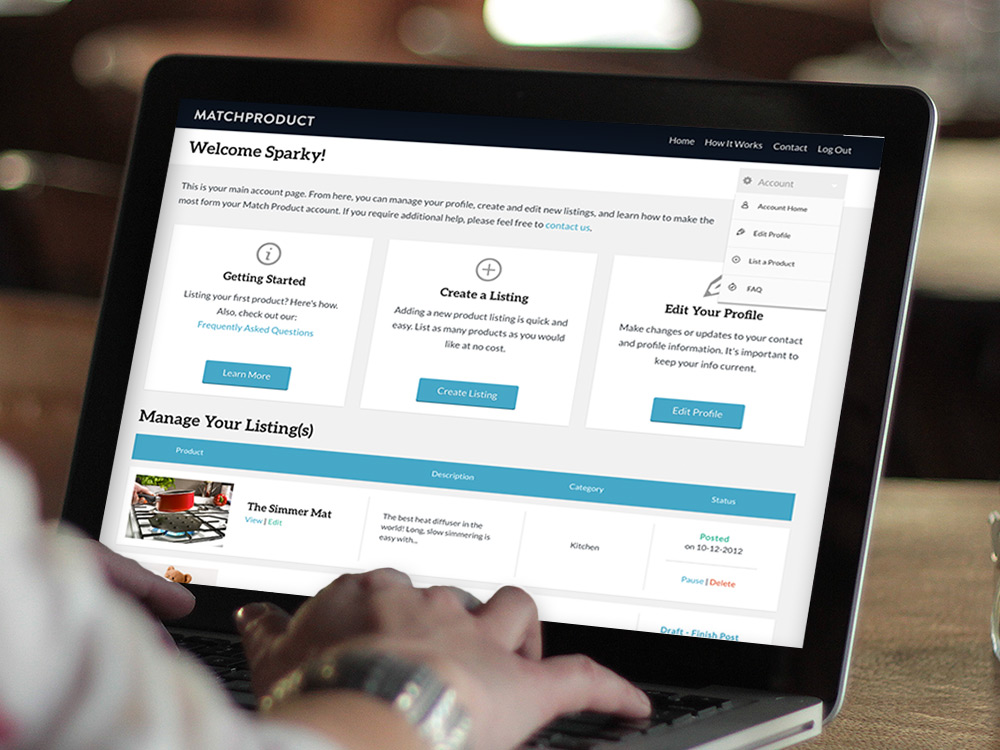 MATCHPRODUCT
Home How It Works Contact Log Out
Welcome Sparky!
Account
Account Home
Edit Profile
List a Product
FAQ
This is your main account page. From here, you can manage your profile, create and edit new listings, and learn how to make the
most form your Match Product account. If you require additional help, please feel free to contact us.
Getting Started
Listing your first product? Here's how.
Also, check out our:
Frequently Asked Questions
Learn More
Create a Listing
Adding a new product listing is quick and
easy. List as many products as you would
like at no cost.
Create Listing
Edit Your Profile
Make changes or updates to your contact
and profile information. It's important to
keep your info current.
Edit Profile
Manage Your Listing(s)
Product Description Category Status
The Simmer Mat
View | Edit
The best heat diffuser in the
world! Long, slow simmering is
easy with...
Kitchen
Posted
on 10-12-2012
Pause | Delete
Draft - Finish Post